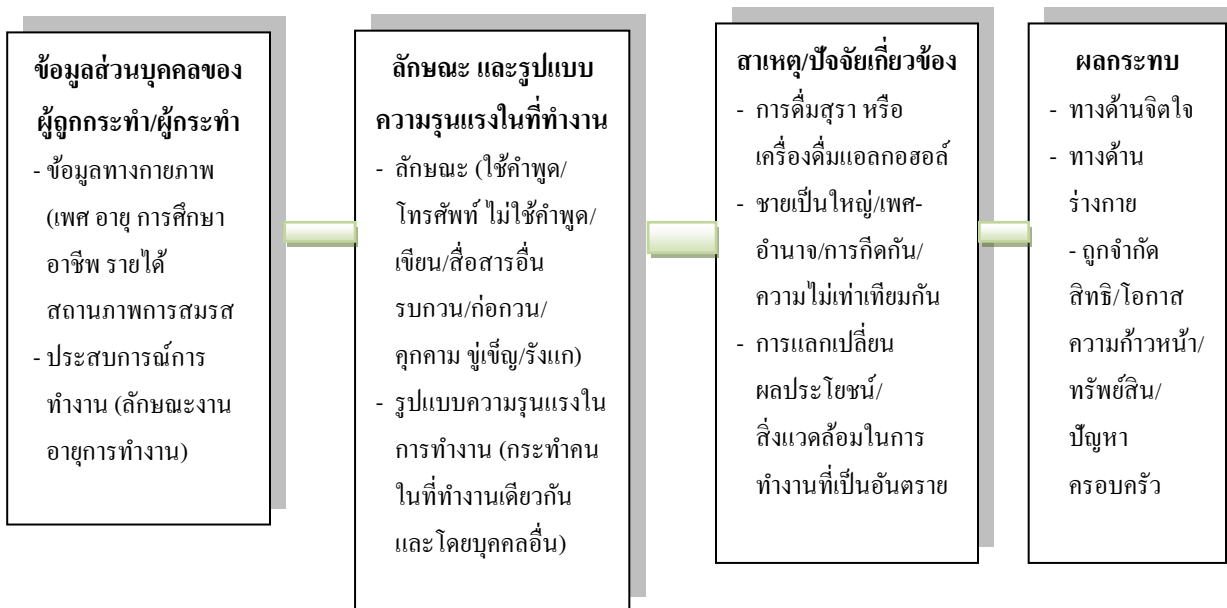 ข้อมูลส่วนบุคคลของ
ผู้ถูกกระทำ/ผู้กระทำ
- ข้อมูลทางกายภาพ
(เพศ อายุ การศึกษา
อาชีพ รายได้
สถานภาพการสมรส
- ประสบการณ์การ
ทำงาน (ลักษณะงาน
อายุการทำงาน)
ลักษณะ และรูปแบบ
ความรุนแรงในที่ทำงาน
- ลักษณะ (ใช้คำพูด/
โทรศัพท์ ไม่ใช้คำพูด/
เขียน/สื่อสารอื่น
รบกวน/ก่อกวน/
คุกคาม ขู่เข็ญ/รังแก)
- รูปแบบความรุนแรงใน
การทำงาน (กระทำคน
ในที่ทำงานเดียวกัน
และโดยบุคคลอื่น)
สาเหตุ/ปัจจัยเกี่ยวข้อง
- การดื่มสุรา หรือ
เครื่องดื่มแอลกอฮอล์
- ชายเป็นใหญ่/เพศ-
อำนาจ/การกีดกัน/
ความไม่เท่าเทียมกัน
- การแลกเปลี่ยน
ผลประโยชน์/
สิ่งแวดล้อมในการ
ทำงานที่เป็นอันตราย
ผลกระทบ
- ทางด้านจิตใจ
- ทางด้าน
ร่างกาย
- ถูกจำกัด
สิทธิ/โอกาส
ความก้าวหน้า/
ทรัพย์สิน/
ปัญหา
ครอบครัว